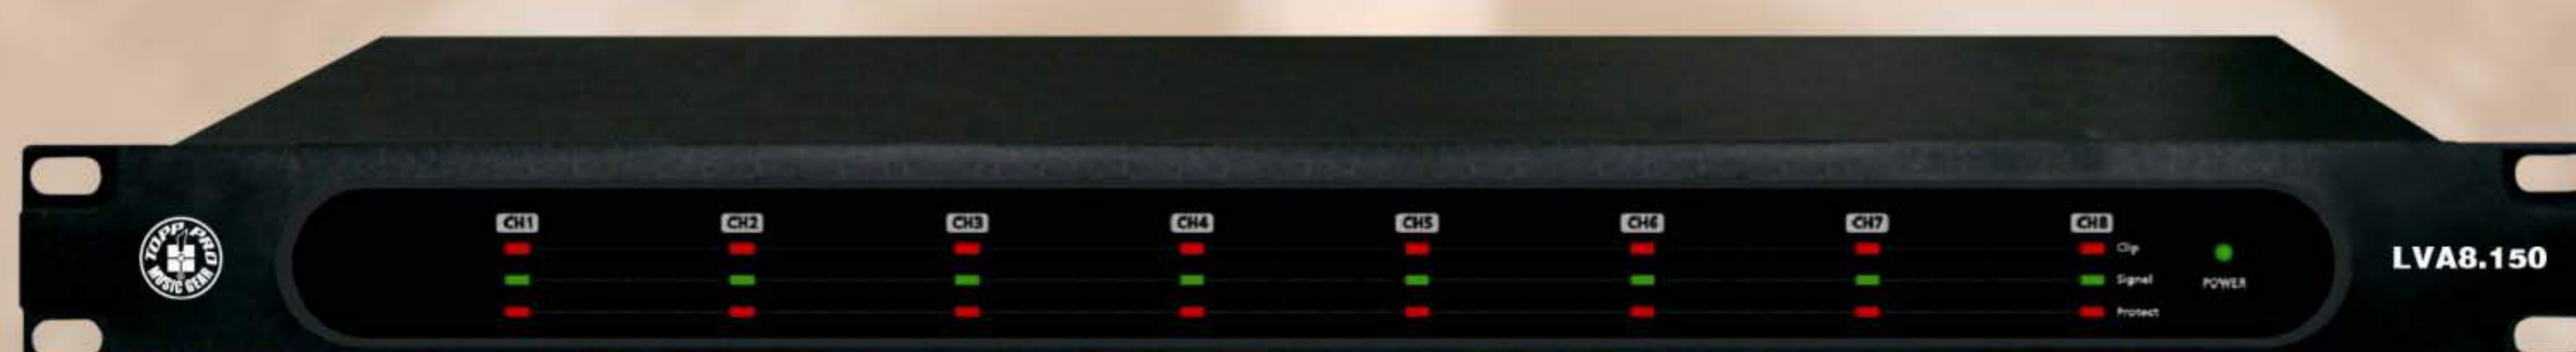 TOPP PRO
MUSIC GEAR
CH1 CH2 CH3 CH4 CH5 CH6 CH7 CH8
Clip
Signal
Protect
POWER
LVA8.150